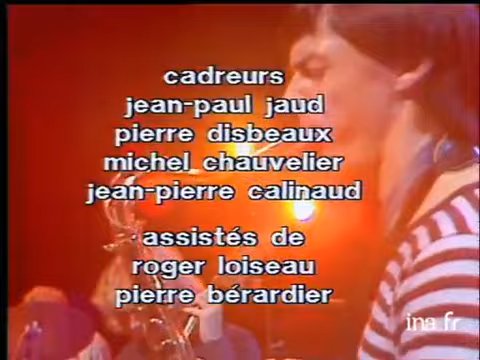 cadreurs
jean-paul jaud
pierre disbeaux
michel chauvelier
jean-pierre calinaud
assistés de
roger loiseau
pierre bérardier
ina fr